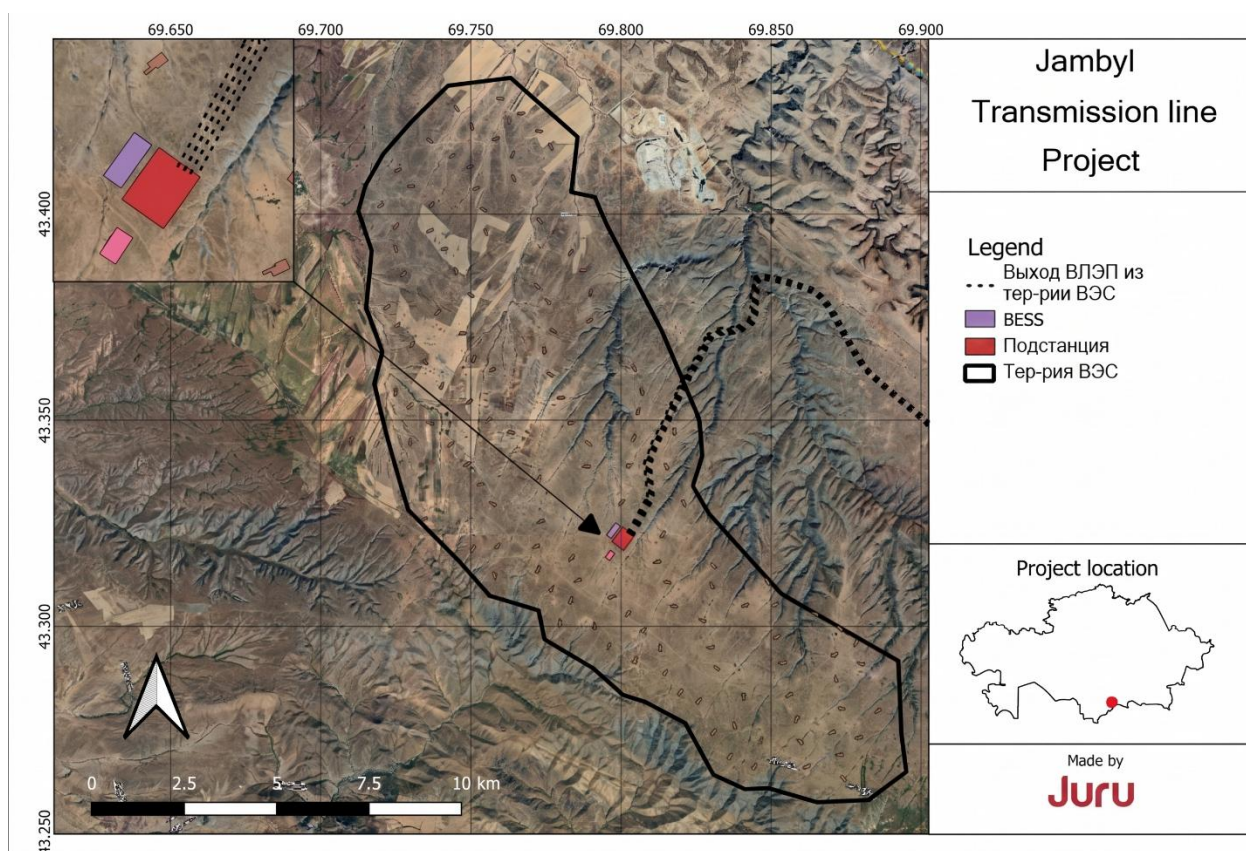 69.650
69.700
69.750
69.800
69.850
69.900
43.400
43.350
43.300
43.250
0
2.5
5
7.5
10 km
Jambyl
Transmission line
Project
Legend
Выход ВЛЭП из
тер-рии ВЭС
BESS
Подстанция
Тер-рия ВЭС
Project location
Made by
Juru